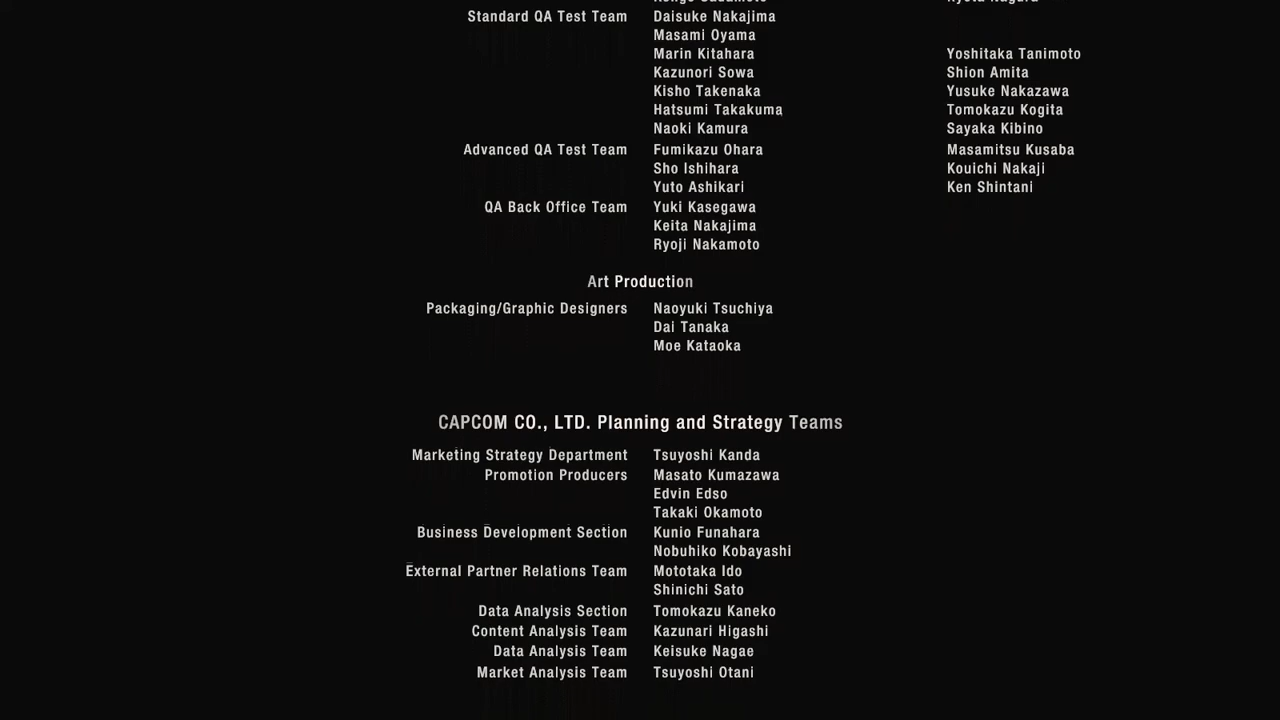 Standard QA Test Team Daisuke Nakajima
Masami Oyama
Marin Kitahara Yoshitaka Tanimoto
Kazunori Sowa Shion Amita
Kisho Takenaka Yusuke Nakazawa
Hatsumi Takakuma Tomokazu Kogita
Naoki Kamura Sayaka Kibino
Advanced QA Test Team Fumikazu Ohara Masamitsu Kusaba
Sho Ishihara Kouichi Nakaji
Yuto Ashikari Ken Shintani
QA Back Office Team Yuki Kasegawa
Keita Nakajima
Ryoji Nakamoto
Art Production
Packaging/Graphic Designers Naoyuki Tsuchiya
Dai Tanaka
Moe Kataoka
CAPCOM CO., LTD. Planning and Strategy Teams
Marketing Strategy Department Tsuyoshi Kanda
Promotion Producers Masato Kumazawa
Edvin Edso
Takaki Okamoto
Business Development Section Kunio Funahara
Nobuhiko Kobayashi
External Partner Relations Team Mototaka Ido
Shinichi Sato
Data Analysis Section Tomokazu Kaneko
Content Analysis Team Kazunari Higashi
Data Analysis Team Keisuke Nagae
Market Analysis Team Tsuyoshi Otani